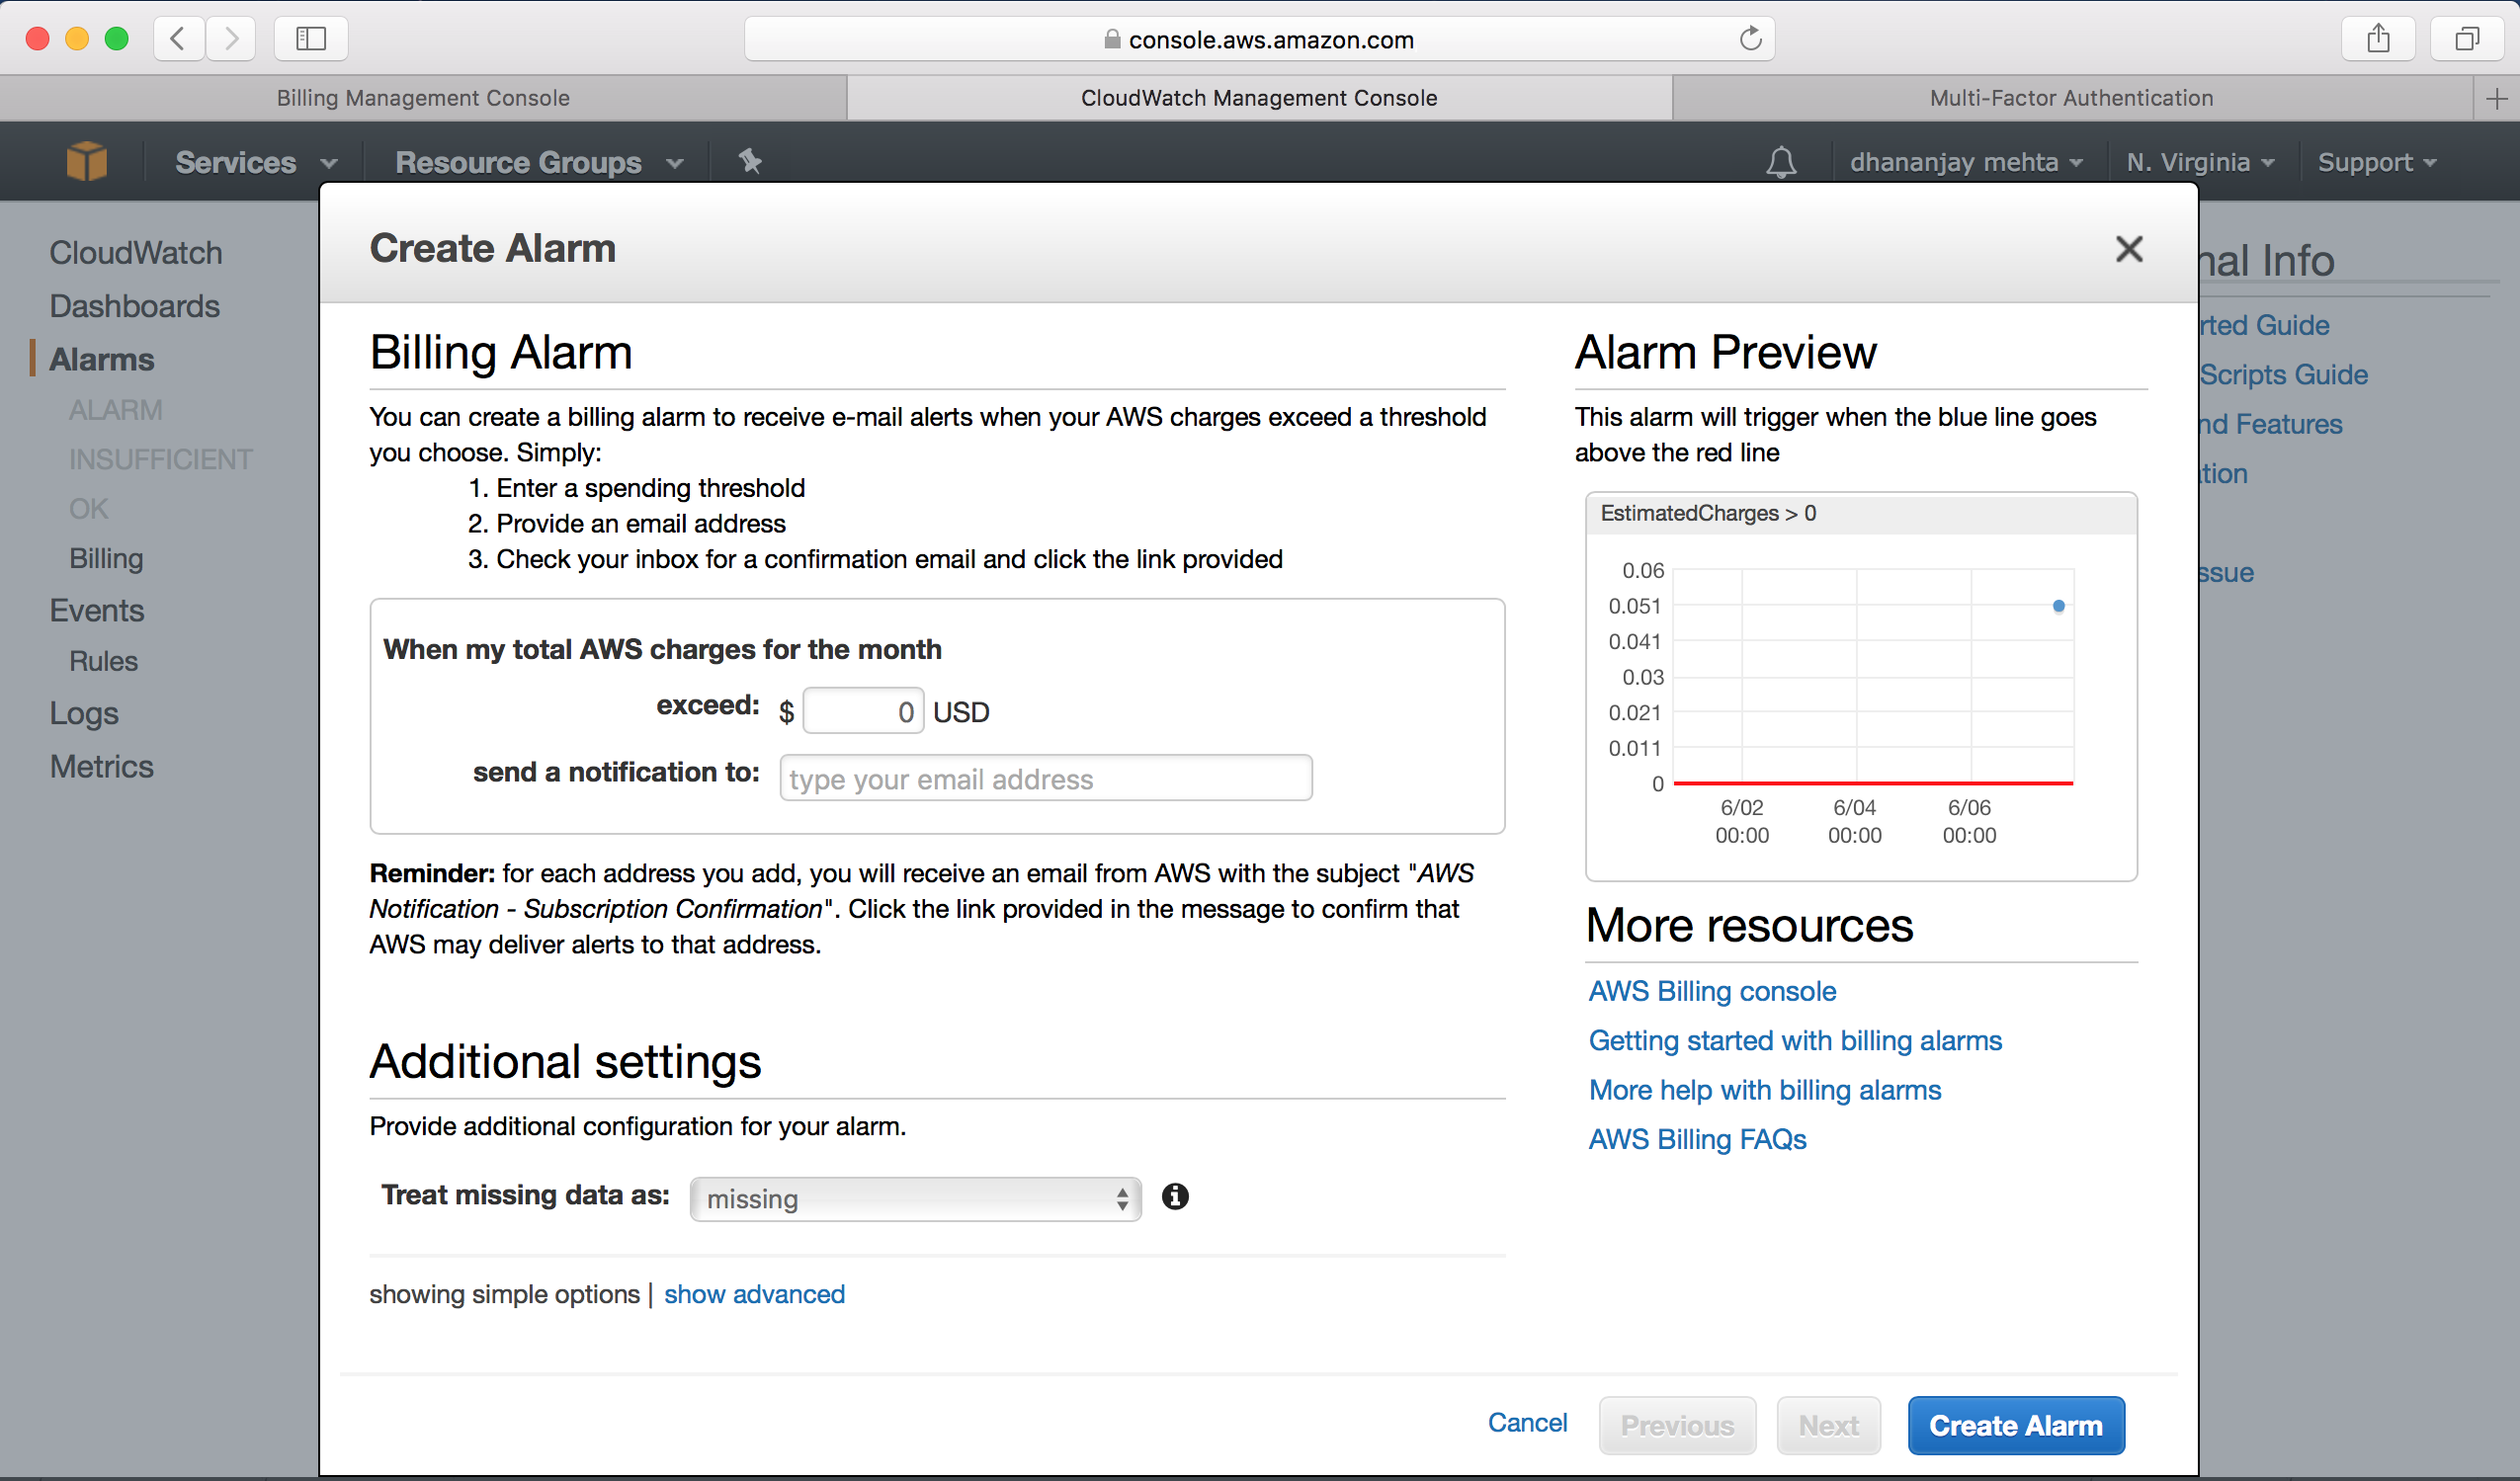 console.aws.amazon.com
Billing Management Console
CloudWatch Management Console
Multi-Factor Authentication
Services
Resource Groups
dhananjay mehta
N. Virginia
Support
CloudWatch
Dashboards
Alarms
ALARM
INSUFFICIENT
OK
Billing
Events
Rules
Logs
Metrics
Create Alarm
Billing Alarm
You can create a billing alarm to receive e-mail alerts when your AWS charges exceed a threshold
you choose. Simply:
1. Enter a spending threshold
2. Provide an email address
3. Check your inbox for a confirmation email and click the link provided
When my total AWS charges for the month
exceed: $ 0 USD
send a notification to: type your email address
Reminder: for each address you add, you will receive an email from AWS with the subject "AWS
Notification - Subscription Confirmation". Click the link provided in the message to confirm that
AWS may deliver alerts to that address.
Additional settings
Provide additional configuration for your alarm.
Treat missing data as: missing
showing simple options | show advanced
Alarm Preview
This alarm will trigger when the blue line goes
above the red line
EstimatedCharges > 0
0.06
0.051
0.041
0.03
0.021
0.011
0
6/02 6/04 6/06
00:00 00:00 00:00
More resources
AWS Billing console
Getting started with billing alarms
More help with billing alarms
AWS Billing FAQs
Cancel
Previous
Next
Create Alarm
nal Info
rted Guide
Scripts Guide
nd Features
tion
ssue